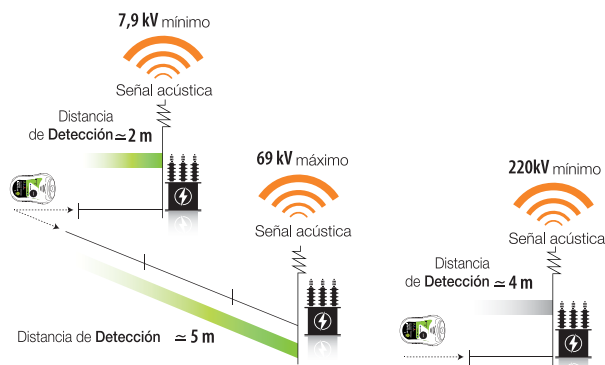 7,9 kV mínimo
Señal acústica
Distancia
de Detección ≃ 2 m
69 kV máximo
Señal acústica
Distancia de Detección ≃ 5 m
220kV mínimo
Señal acústica
Distancia
de Detección ≃ 4 m